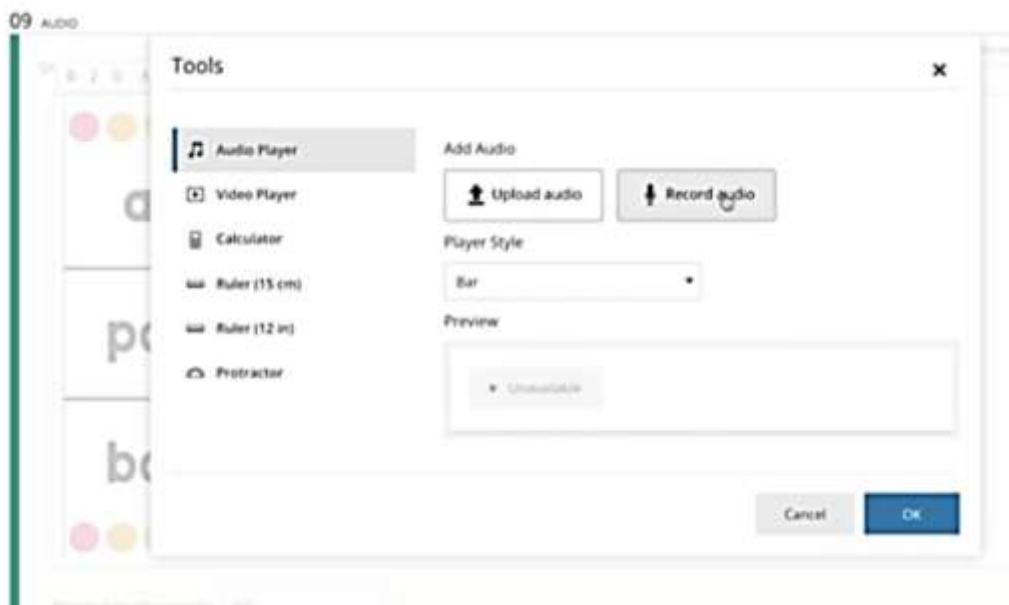 09 AUDIO
Tools
Audio Player
Video Player
Calculator
Ruler (15 cm)
Ruler (12 in)
Protractor
Add Audio
Upload audio
Record audio
Player Style
Bar
Preview
Unavailable
Cancel
OK